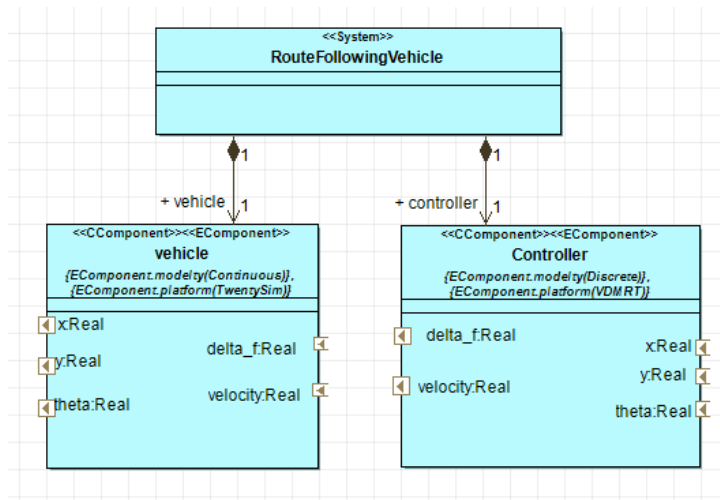 <<System>>
RouteFollowingVehicle
1
1
+ vehicle
1
+ controller
1
<<CComponent>><<EComponent>>
vehicle
{EComponent.modelty(Continuous)},
{EComponent.platform(TwentySim)}
x:Real
y:Real
theta:Real
delta_f:Real
velocity:Real
<<CComponent>><<EComponent>>
Controller
{EComponent.modelty(Discrete)},
{EComponent.platform(VDMRT)}
delta_f:Real
velocity:Real
x:Real
y:Real
theta:Real